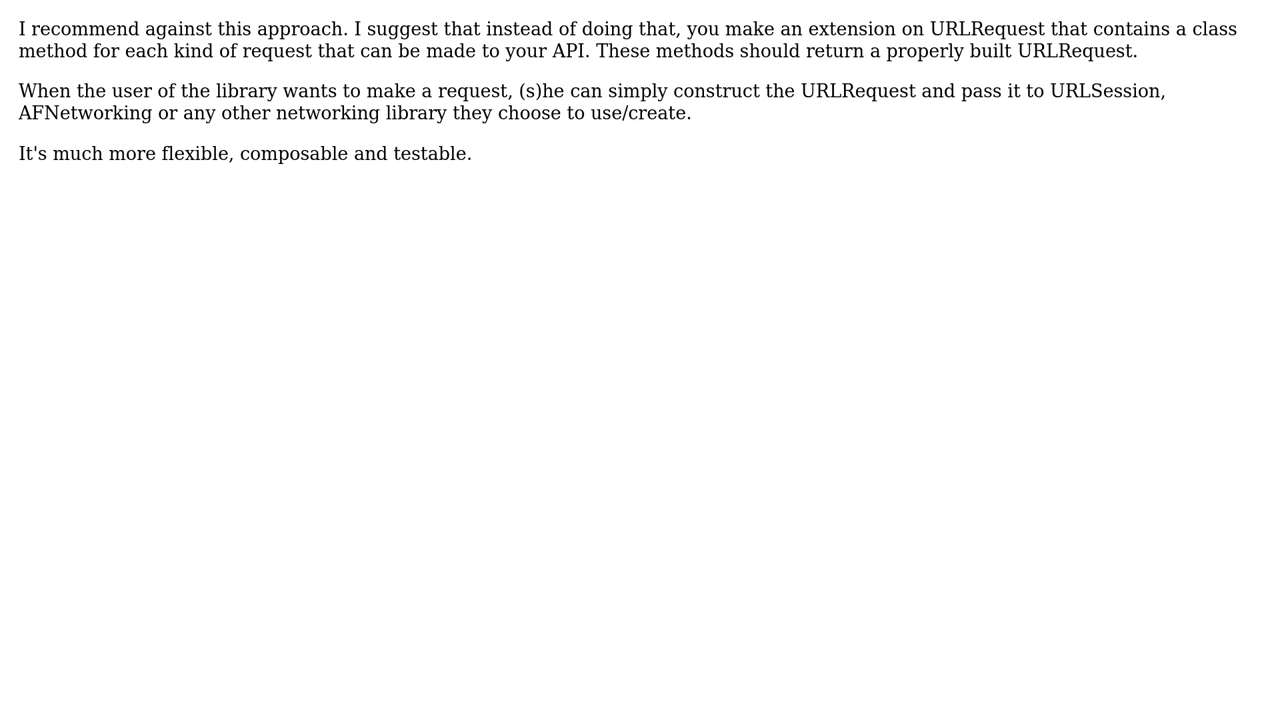 I recommend against this approach. I suggest that instead of doing that, you make an extension on URLRequest that contains a class
method for each kind of request that can be made to your API. These methods should return a properly built URLRequest.
When the user of the library wants to make a request, (s)he can simply construct the URLRequest and pass it to URLSession,
AFNetworking or any other networking library they choose to use/create.
It's much more flexible, composable and testable.